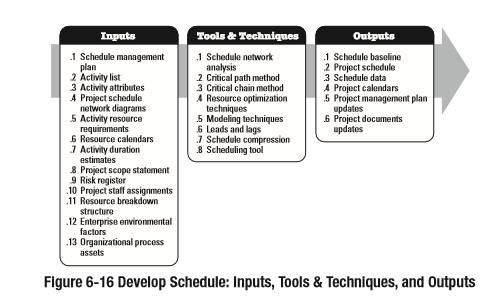 Inputs
.1 Schedule management
plan
.2 Activity list
.3 Activity attributes
.4 Project schedule
network diagrams
.5 Activity resource
requirements
.6 Resource calendars
.7 Activity duration
estimates
.8 Project scope statement
.9 Risk register
.10 Project staff assignments
.11 Resource breakdown
structure
.12 Enterprise environmental
factors
.13 Organizational process
assets
Tools & Techniques
.1 Schedule network
analysis
.2 Critical path method
.3 Critical chain method
.4 Resource optimization
techniques
.5 Modeling techniques
.6 Leads and lags
.7 Schedule compression
.8 Scheduling tool
Outputs
.1 Schedule baseline
.2 Project schedule
.3 Schedule data
.4 Project calendars
.5 Project management plan
updates
.6 Project documents
updates
Figure 6-16 Develop Schedule: Inputs, Tools & Techniques, and Outputs